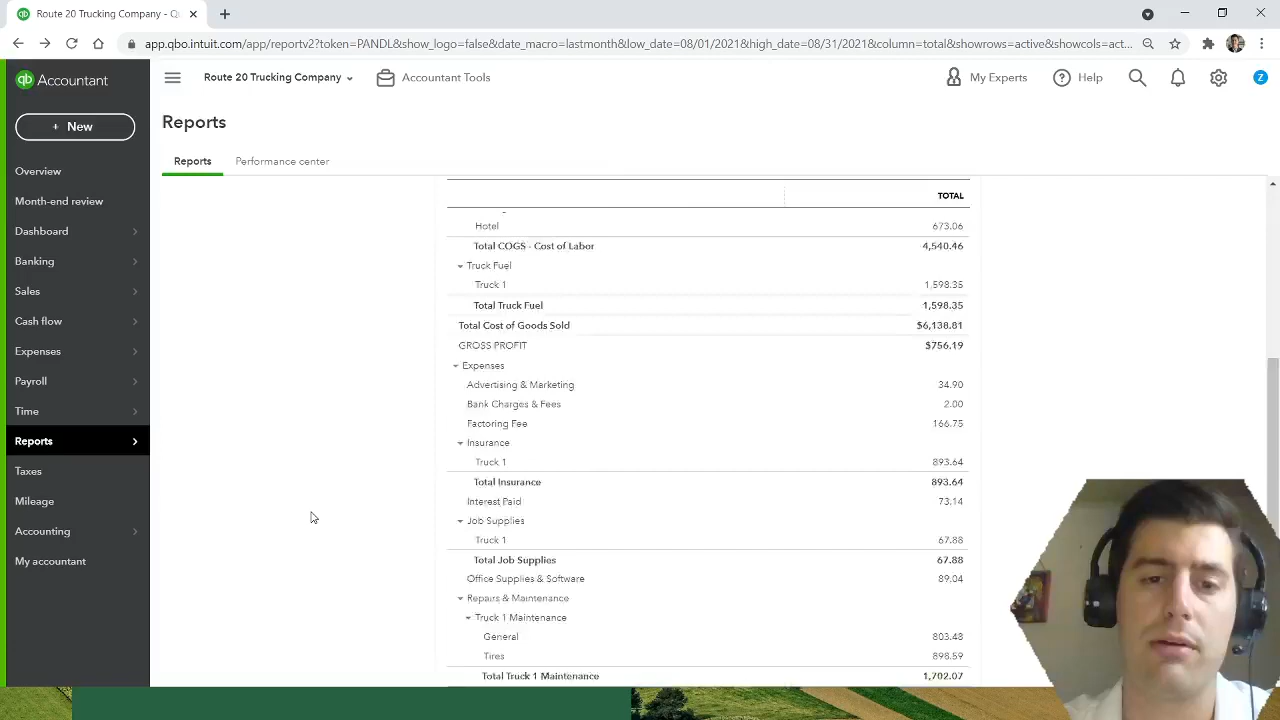 Route 20 Trucking Company - Q
app.qbo.intuit.com/app/reportv2?token=PANDL&show_logo=false&date_macro=lastmonth&low_date=08/01/2021&high_date=08/31/2021&column=total&showrows=active&showcols=act...
qb Accountant
Route 20 Trucking Company
Accountant Tools
My Experts
Help
Z
+ New
Reports
Reports
Performance center
Overview
Month-end review
Dashboard
Banking
Sales
Cash flow
Expenses
Payroll
Time
Reports
Taxes
Mileage
Accounting
My accountant
TOTAL
Hotel 673.06
Total COGS - Cost of Labor 4,540.46
Truck Fuel
Truck 1 1,598.35
Total Truck Fuel 1,598.35
Total Cost of Goods Sold $6,138.81
GROSS PROFIT $756.19
Expenses
Advertising & Marketing 34.90
Bank Charges & Fees 2.00
Factoring Fee 166.75
Insurance
Truck 1 893.64
Total Insurance 893.64
Interest Paid 73.14
Job Supplies
Truck 1 67.88
Total Job Supplies 67.88
Office Supplies & Software 89.04
Repairs & Maintenance
Truck 1 Maintenance
General 803.48
Tires 898.59
Total Truck 1 Maintenance 1,702.07